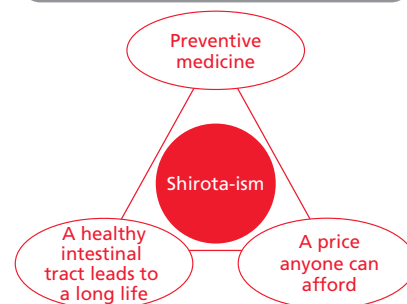 Preventive
medicine
Shirota-ism
A healthy
intestinal
tract leads to
a long life
A price
anyone can
afford